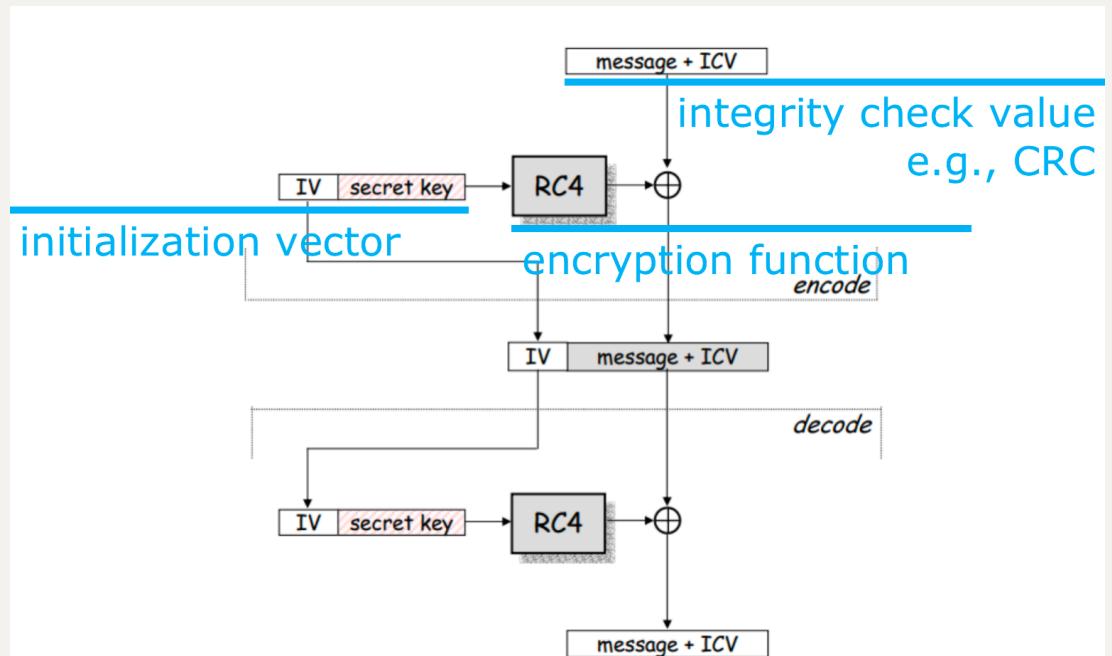 message + ICV
integrity check value
e.g., CRC
IV secret key
RC4
initialization vector
encryption function
encode
IV message + ICV
decode
IV secret key
RC4
message + ICV